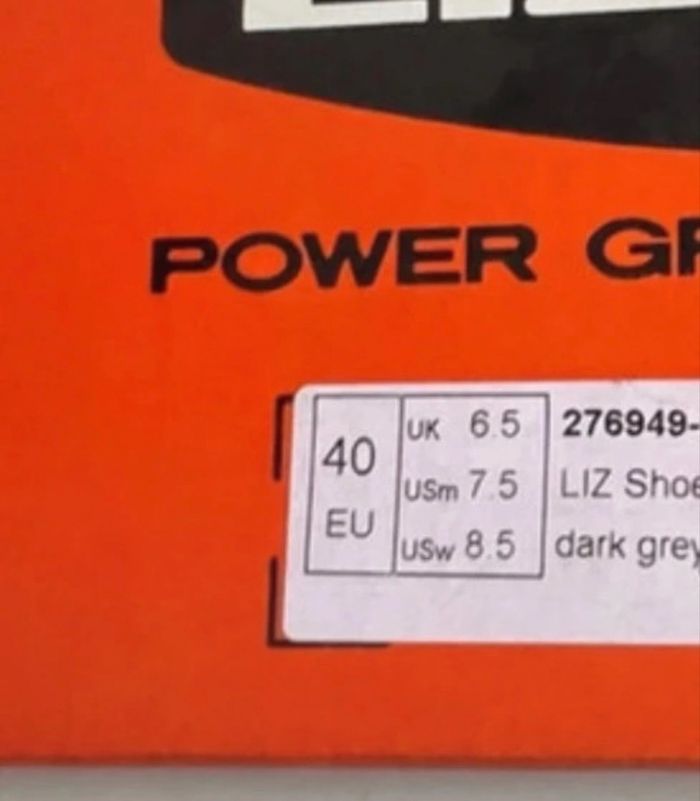 POWER
40
EU
UK 6.5
USm 7.5
USw 8.5
276949-
LIZ Shoe
dark grey